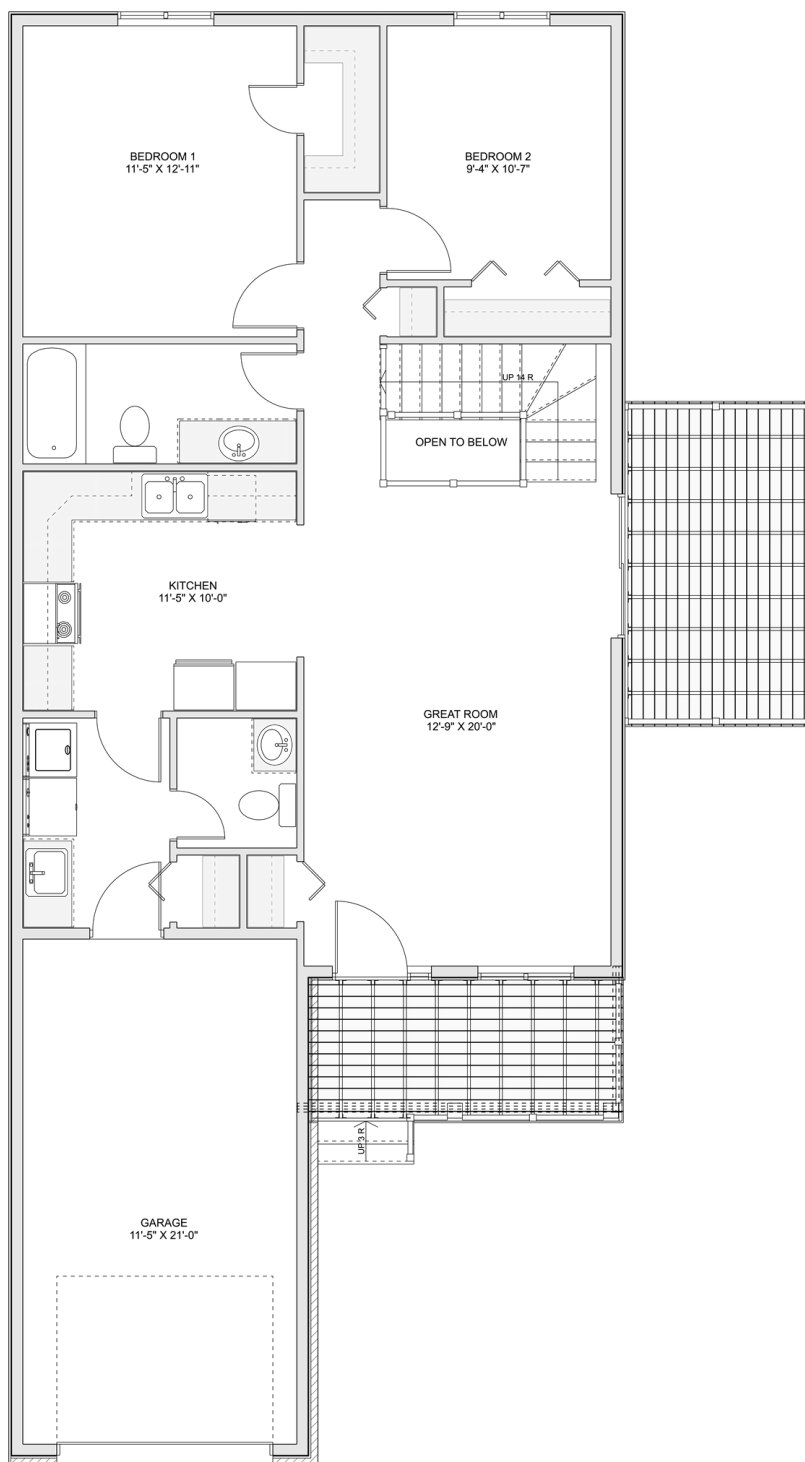 BEDROOM 1
11'-5" X 12'-11"
BEDROOM 2
9'-4" X 10'-7"
UP 14 R
OPEN TO BELOW
KITCHEN
11'-5" X 10'-0"
GREAT ROOM
12'-9" X 20'-0"
UP 3 R
GARAGE
11'-5" X 21'-0"